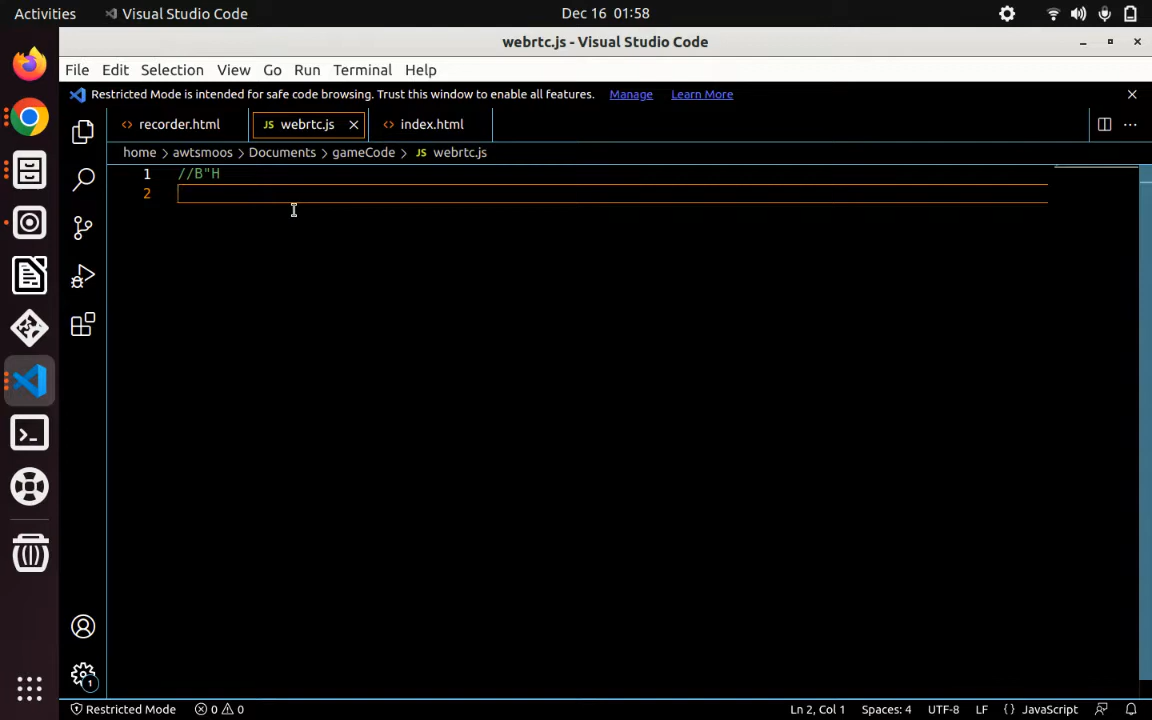 Activities Visual Studio Code Dec 16 01:58
webrtc.js - Visual Studio Code
File Edit Selection View Go Run Terminal Help
Restricted Mode is intended for safe code browsing. Trust this window to enable all features. Manage Learn More
<> recorder.html JS webrtc.js <> index.html
home > awtsmoos > Documents > gameCode > JS webrtc.js
1 //B"H
2
1
Restricted Mode 0 0 Ln 2, Col 1 Spaces: 4 UTF-8 LF {} JavaScript